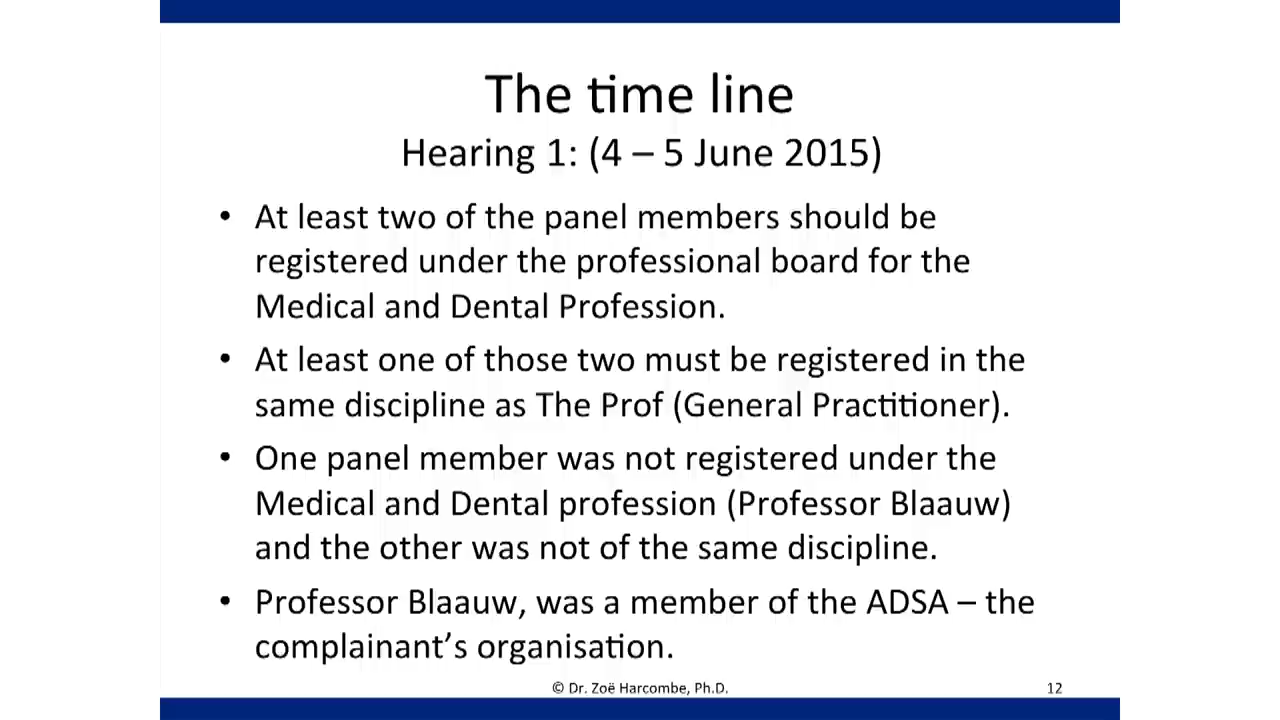 The time line
Hearing 1: (4 – 5 June 2015)
• At least two of the panel members should be
registered under the professional board for the
Medical and Dental Profession.
• At least one of those two must be registered in the
same discipline as The Prof (General Practitioner).
• One panel member was not registered under the
Medical and Dental profession (Professor Blaauw)
and the other was not of the same discipline.
• Professor Blaauw, was a member of the ADSA – the
complainant’s organisation.
© Dr. Zoë Harcombe, Ph.D.
12